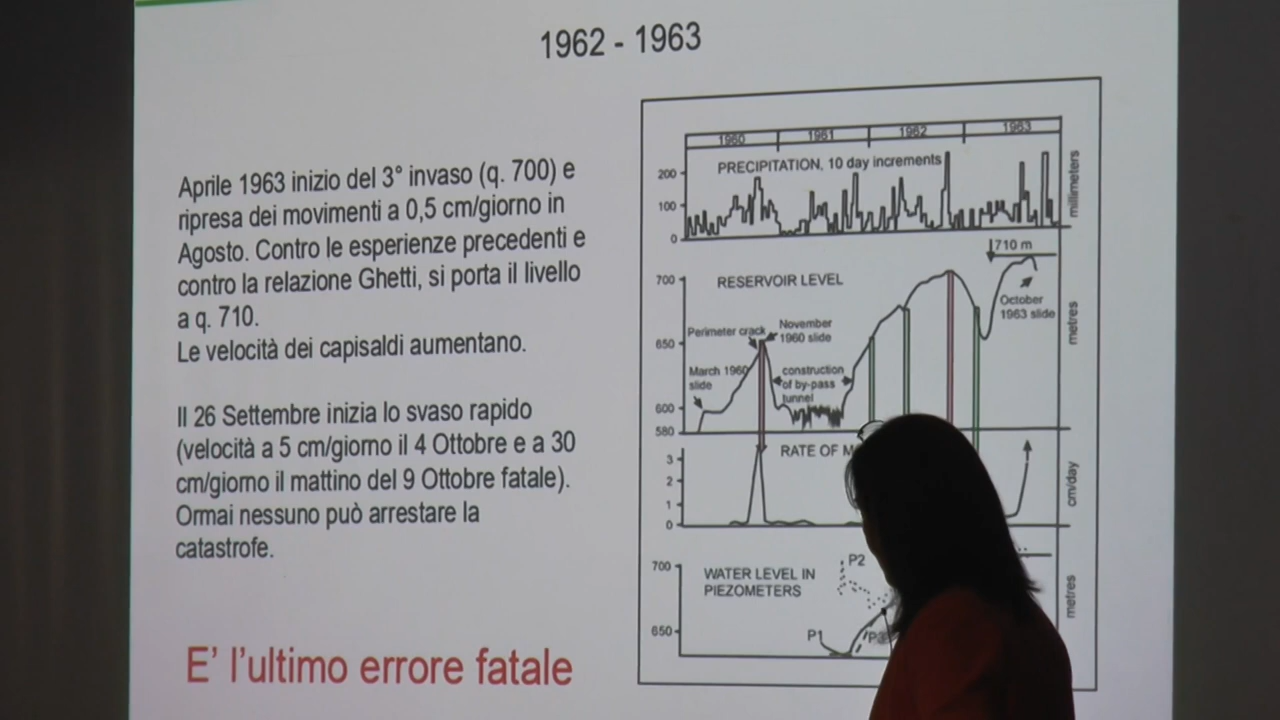 1962 - 1963
Aprile 1963 inizio del 3° invaso (q. 700) e
ripresa dei movimenti a 0,5 cm/giorno in
Agosto. Contro le esperienze precedenti e
contro la relazione Ghetti, si porta il livello
a q. 710.
Le velocità dei capisaldi aumentano.
Il 26 Settembre inizia lo svaso rapido
(velocità a 5 cm/giorno il 4 Ottobre e a 30
cm/giorno il mattino del 9 Ottobre fatale).
Ormai nessuno può arrestare la
catastrofe.
E' l'ultimo errore fatale
1960 1961 1962 1963
PRECIPITATION, 10 day increments
200
100
0
millimeters
710 m
700
RESERVOIR LEVEL
October
1963 slide
November
1960 slide
Perimeter crack
650
March 1960
slide
construction
of by-pass
tunnel
600
580
metres
RATE OF M
3
2
1
0
cm/day
700
WATER LEVEL IN
PIEZOMETERS
P2
650
P1
metres